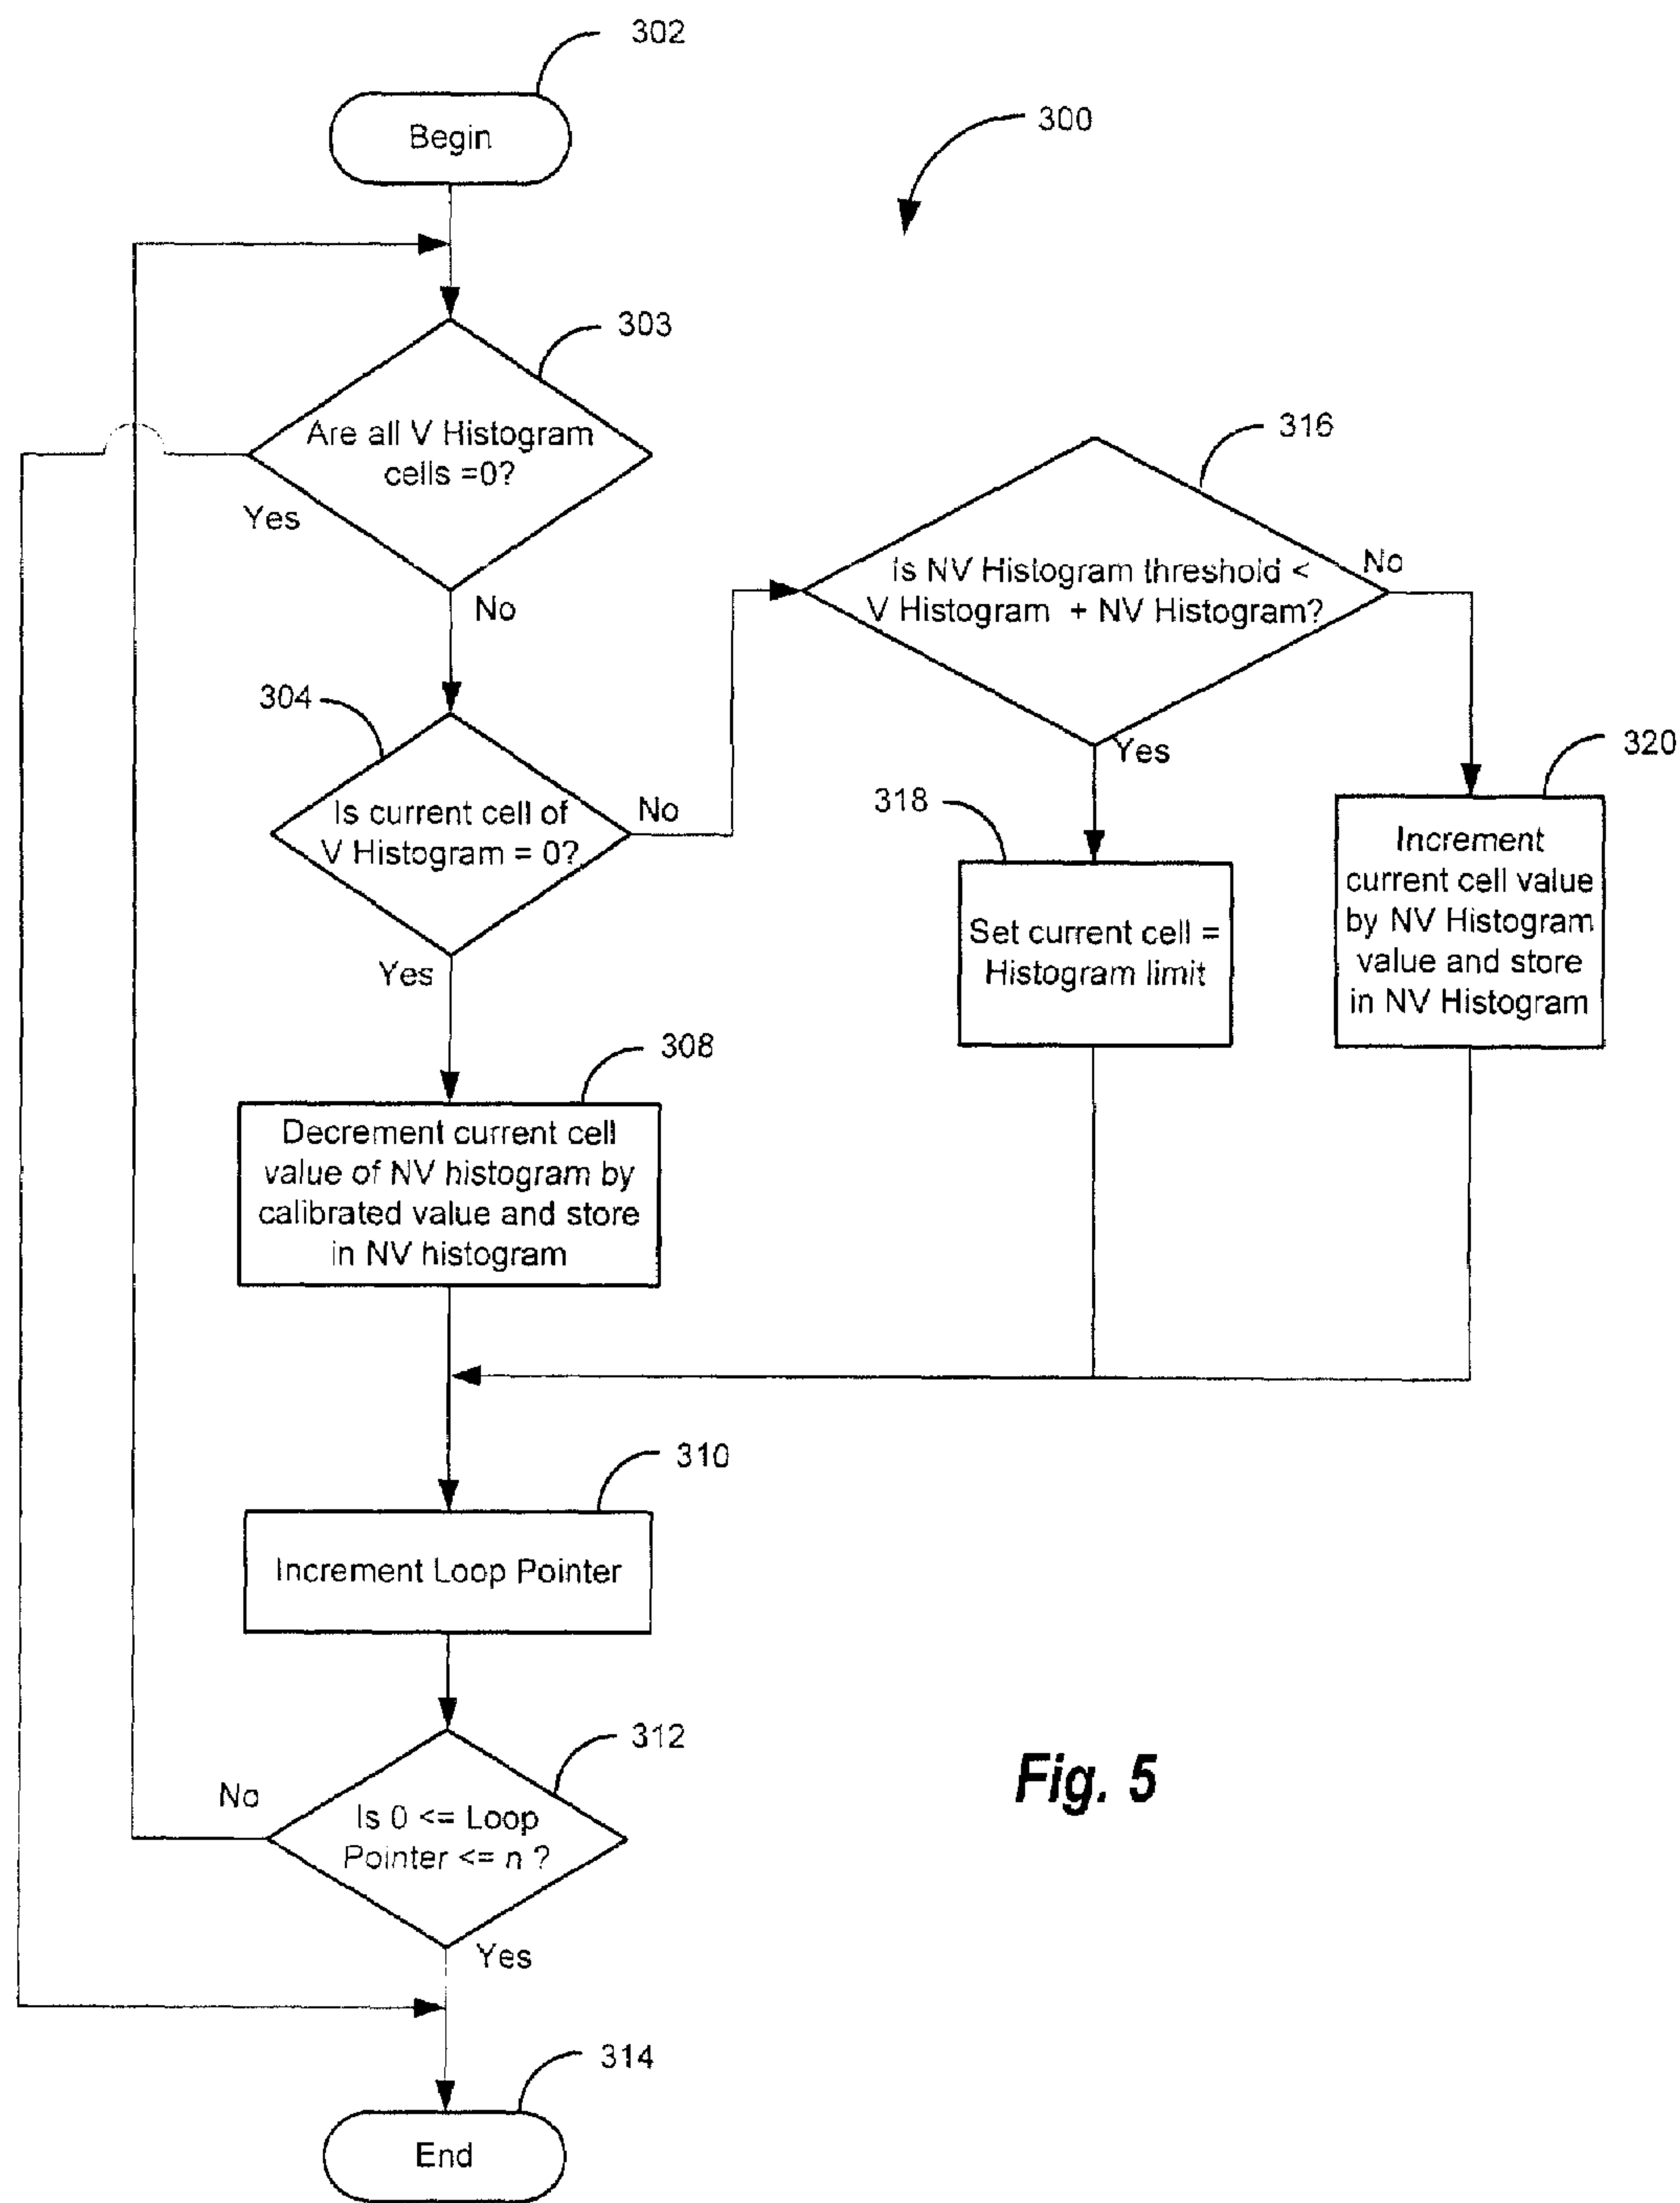 302
Begin
300
303
Are all V Histogram
cells =0?
Yes
No
316
Is NV Histogram threshold <
V Histogram + NV Histogram?
No
Yes
304
Is current cell of
V Histogram = 0?
No
Yes
318
Set current cell =
Histogram limit
320
Increment
current cell value
by NV Histogram
value and store
in NV Histogram
308
Decrement current cell
value of NV histogram by
calibrated value and store
in NV histogram
310
Increment Loop Pointer
312
No
Is 0 <= Loop
Pointer <= n ?
Yes
Fig. 5
314
End